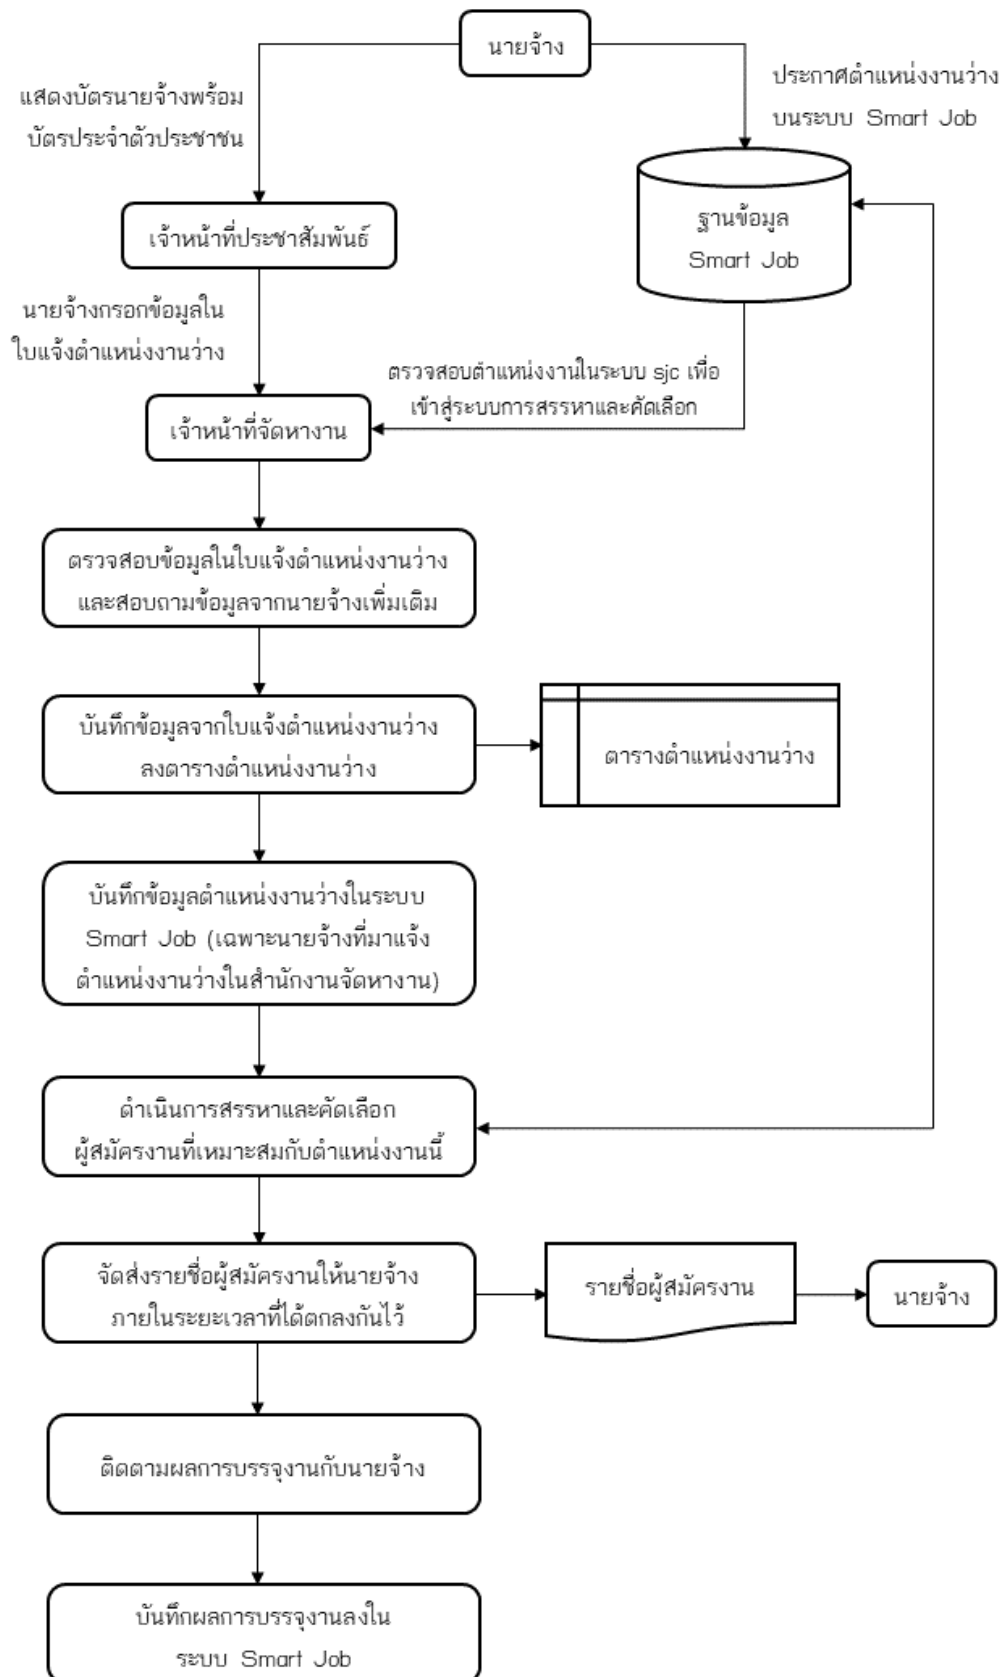 นายจ้าง
แสดงบัตรนายจ้างพร้อม
บัตรประจำตัวประชาชน
ประกาศตำแหน่งงานว่าง
บนระบบ Smart Job
เจ้าหน้าที่ประชาสัมพันธ์
ฐานข้อมูล
Smart Job
นายจ้างกรอกข้อมูลใน
ใบแจ้งตำแหน่งงานว่าง
ตรวจสอบตำแหน่งงานในระบบ sjc เพื่อ
เข้าสู่ระบบการสรรหาและคัดเลือก
เจ้าหน้าที่จัดหางาน
ตรวจสอบข้อมูลในใบแจ้งตำแหน่งงานว่าง
และสอบถามข้อมูลจากนายจ้างเพิ่มเติม
บันทึกข้อมูลจากใบแจ้งตำแหน่งงานว่าง
ลงตารางตำแหน่งงานว่าง
ตารางตำแหน่งงานว่าง
บันทึกข้อมูลตำแหน่งงานว่างในระบบ
Smart Job (เฉพาะนายจ้างที่มาแจ้ง
ตำแหน่งงานว่างในสำนักงานจัดหางาน)
ดำเนินการสรรหาและคัดเลือก
ผู้สมัครงานที่เหมาะสมกับตำแหน่งงานนี้
จัดส่งรายชื่อผู้สมัครงานให้นายจ้าง
ภายในระยะเวลาที่ได้ตกลงกันไว้
รายชื่อผู้สมัครงาน
นายจ้าง
ติดตามผลการบรรจุงานกับนายจ้าง
บันทึกผลการบรรจุงานลงใน
ระบบ Smart Job